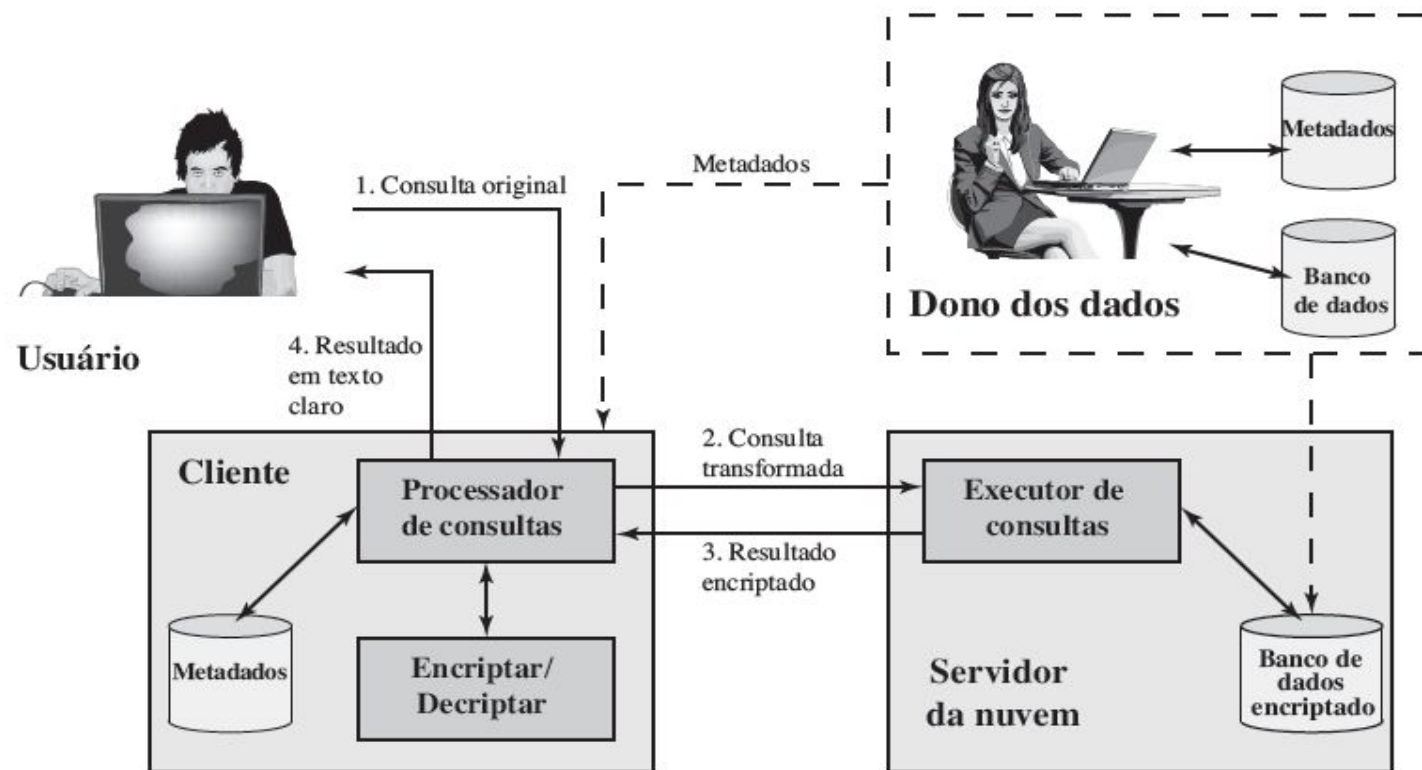 Metadados
Banco
de dados
Dono dos dados
Metadados
1. Consulta original
Usuário
4. Resultado
em texto
claro
Cliente
Processador
de consultas
Metadados
Encriptar/
Decriptar
2. Consulta
transformada
3. Resultado
encriptado
Executor de
consultas
Servidor
da nuvem
Banco de
dados
encriptado